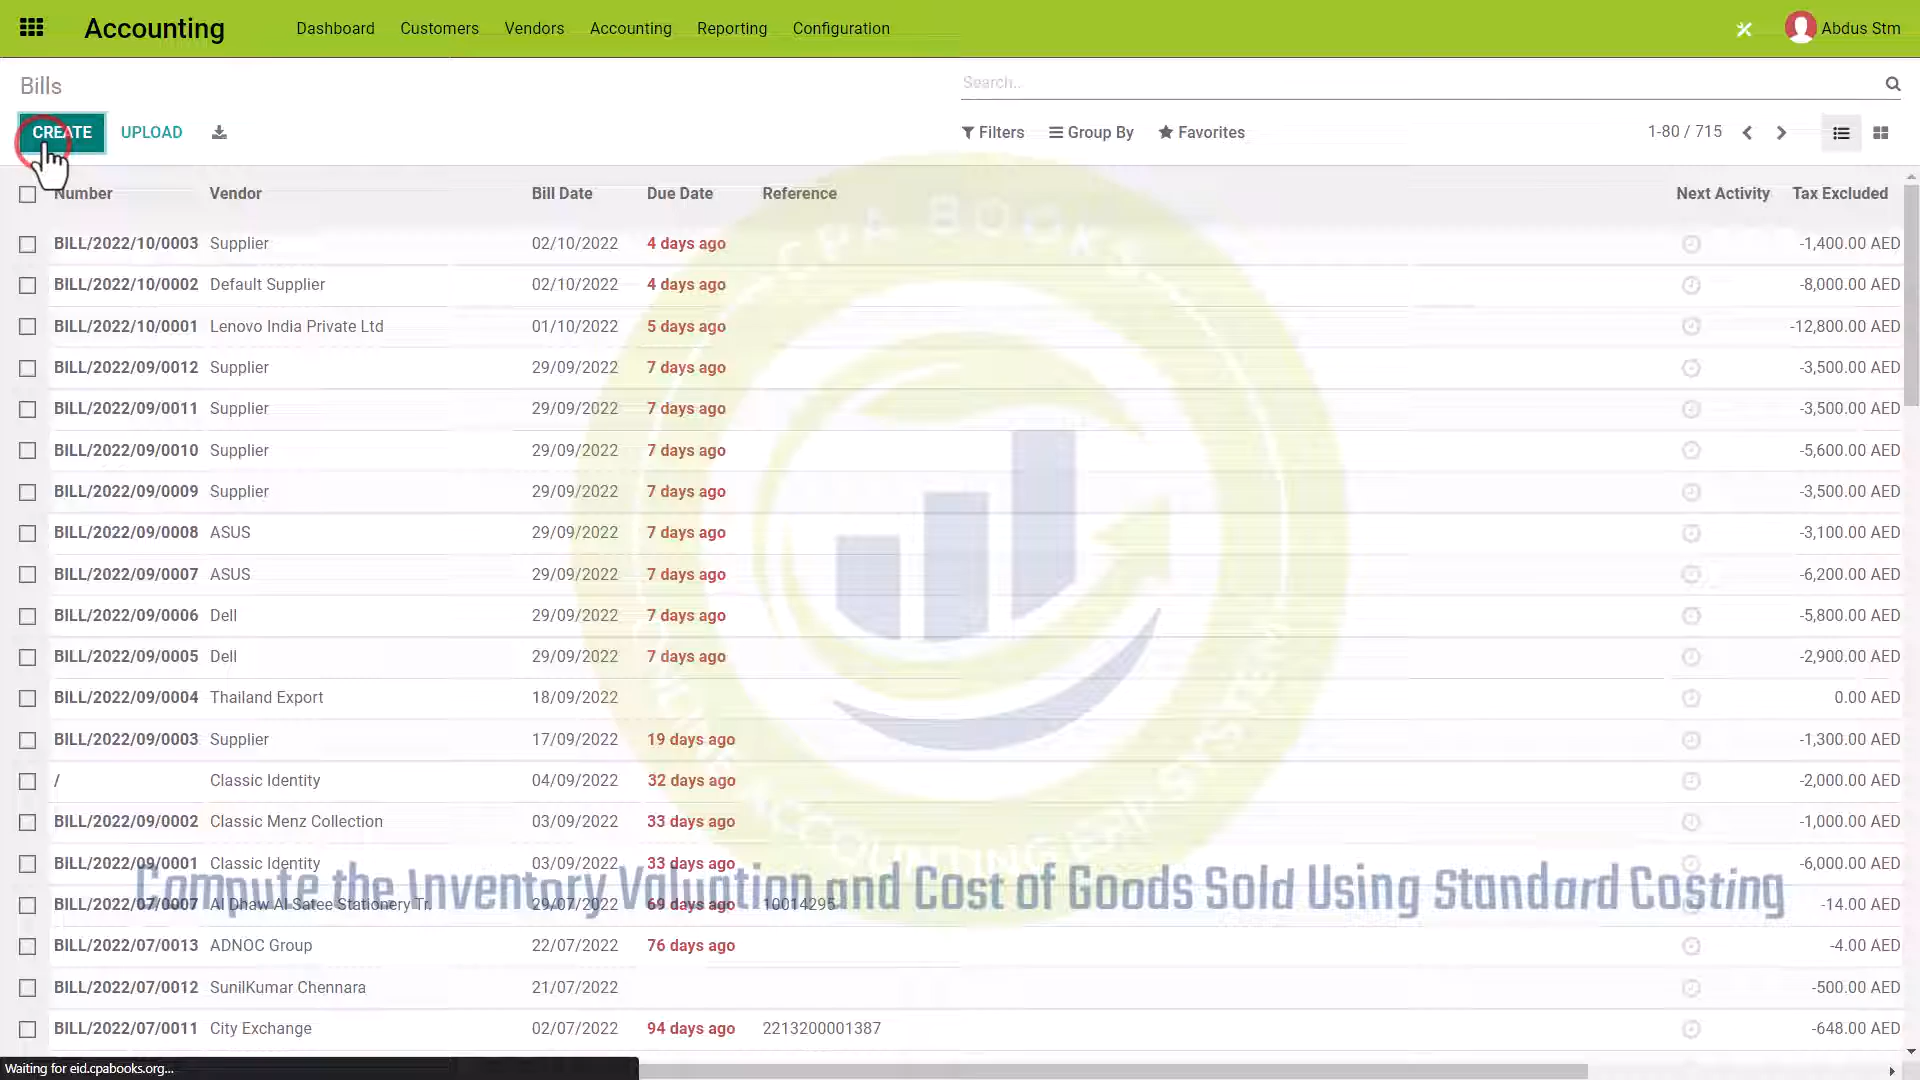 Accounting Dashboard Customers Vendors Accounting Reporting Configuration Abdus Stm
Bills Search...
CREATE UPLOAD Filters Group By Favorites 1-80 / 715
Number Vendor Bill Date Due Date Reference Next Activity Tax Excluded
BILL/2022/10/0003 Supplier 02/10/2022 4 days ago -1,400.00 AED
BILL/2022/10/0002 Default Supplier 02/10/2022 4 days ago -8,000.00 AED
BILL/2022/10/0001 Lenovo India Private Ltd 01/10/2022 5 days ago -12,800.00 AED
BILL/2022/09/0012 Supplier 29/09/2022 7 days ago -3,500.00 AED
BILL/2022/09/0011 Supplier 29/09/2022 7 days ago -3,500.00 AED
BILL/2022/09/0010 Supplier 29/09/2022 7 days ago -5,600.00 AED
BILL/2022/09/0009 Supplier 29/09/2022 7 days ago -3,500.00 AED
BILL/2022/09/0008 ASUS 29/09/2022 7 days ago -3,100.00 AED
BILL/2022/09/0007 ASUS 29/09/2022 7 days ago -6,200.00 AED
BILL/2022/09/0006 Dell 29/09/2022 7 days ago -5,800.00 AED
BILL/2022/09/0005 Dell 29/09/2022 7 days ago -2,900.00 AED
BILL/2022/09/0004 Thailand Export 18/09/2022 0.00 AED
BILL/2022/09/0003 Supplier 17/09/2022 19 days ago -1,300.00 AED
/ Classic Identity 04/09/2022 32 days ago -2,000.00 AED
BILL/2022/09/0002 Classic Menz Collection 03/09/2022 33 days ago -1,000.00 AED
BILL/2022/09/0001 Classic Identity 03/09/2022 33 days ago -6,000.00 AED
Compute the Inventory Valuation and Cost of Goods Sold Using Standard Costing
BILL/2022/07/0007 Al Dhaw Al Satee Stationery Tr. 29/07/2022 69 days ago 10014295 -14.00 AED
BILL/2022/07/0013 ADNOC Group 22/07/2022 76 days ago -4.00 AED
BILL/2022/07/0012 SunilKumar Chennara 21/07/2022 -500.00 AED
BILL/2022/07/0011 City Exchange 02/07/2022 94 days ago 2213200001387 -648.00 AED
Waiting for eid.cpabooks.org...
CPA BOOKS
ONLINE ACCOUNTING ERP SYSTEM